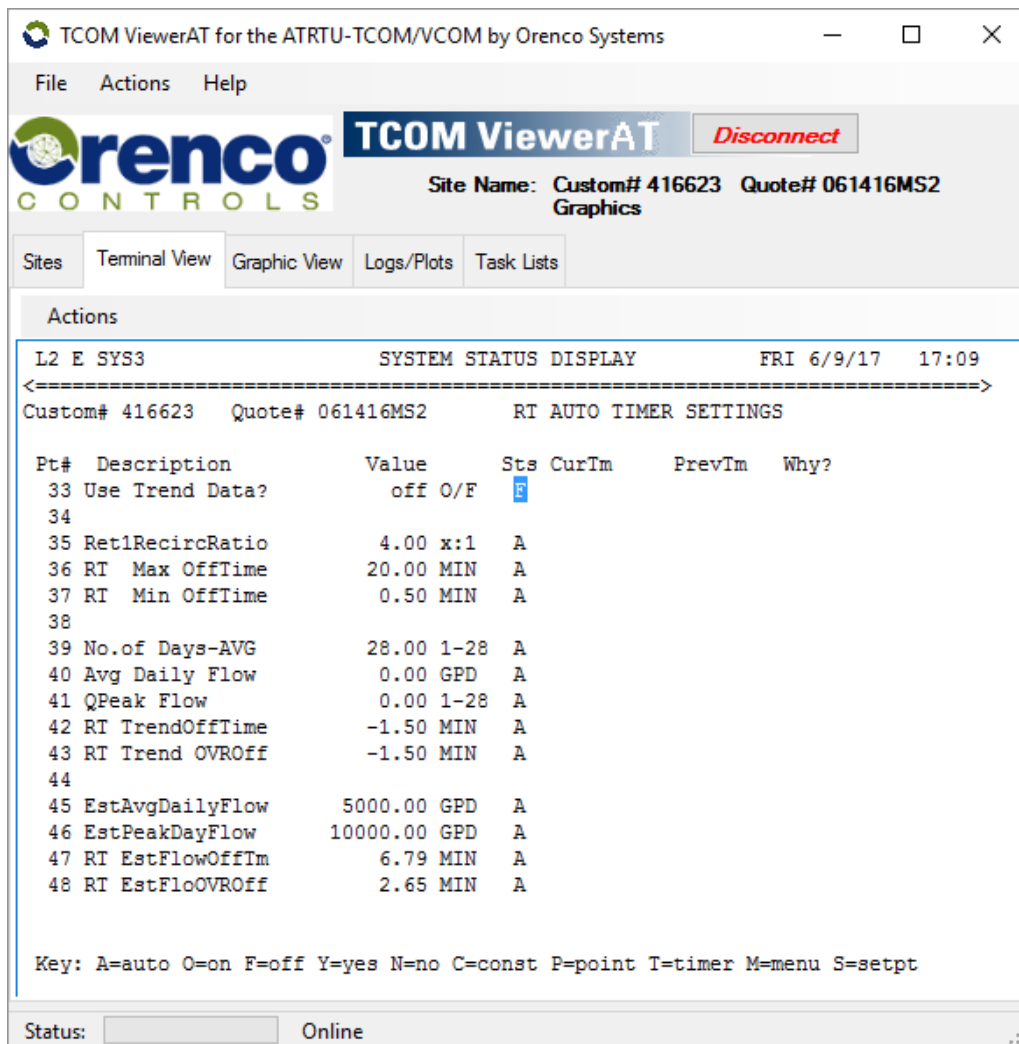 TCOM ViewerAT for the ATRTU-TCOM/VCOM by Orenco Systems
File Actions Help
Orenco®
CONTROLS
TCOM ViewerAT
Disconnect
Site Name: Custom# 416623 Quote# 061416MS2
Graphics
Sites Terminal View Graphic View Logs/Plots Task Lists
Actions
L2 E SYS3 SYSTEM STATUS DISPLAY FRI 6/9/17 17:09
<=============================================================================>
Custom# 416623 Quote# 061416MS2 RT AUTO TIMER SETTINGS
Pt# Description Value Sts CurTm PrevTm Why?
33 Use Trend Data? off O/F F
34
35 Ret1RecircRatio 4.00 x:1 A
36 RT Max OffTime 20.00 MIN A
37 RT Min OffTime 0.50 MIN A
38
39 No.of Days-AVG 28.00 1-28 A
40 Avg Daily Flow 0.00 GPD A
41 QPeak Flow 0.00 1-28 A
42 RT TrendOffTime -1.50 MIN A
43 RT Trend OVROff -1.50 MIN A
44
45 EstAvgDailyFlow 5000.00 GPD A
46 EstPeakDayFlow 10000.00 GPD A
47 RT EstFlowOffTm 6.79 MIN A
48 RT EstFloOVROff 2.65 MIN A
Key: A=auto O=on F=off Y=yes N=no C=const P=point T=timer M=menu S=setpt
Status: Online